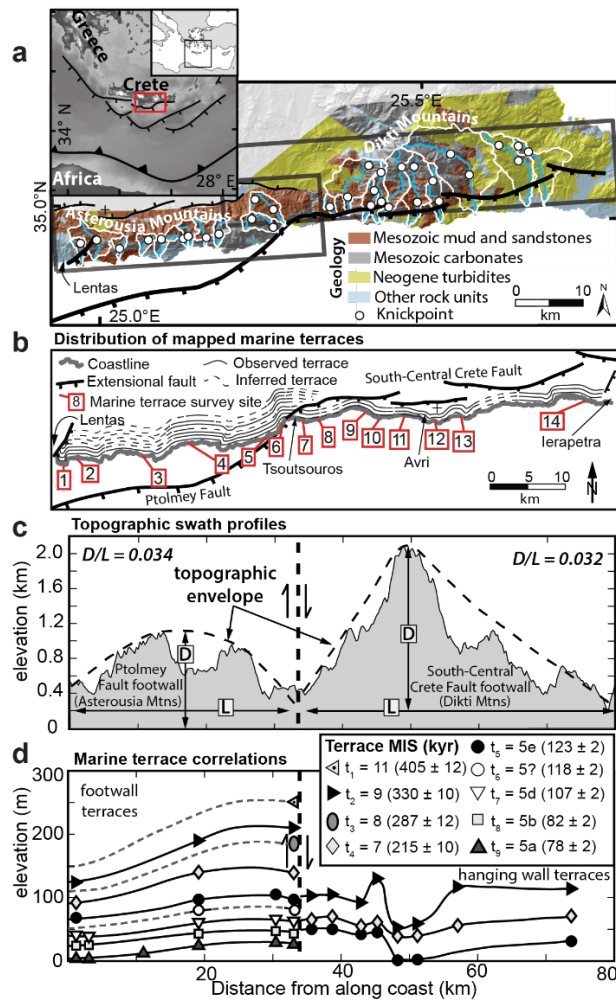 a
Greece
Crete
34° N
Africa
28° E
25.5°E
Dikti Mountains
35.0°N
Asterousia Mountains
Lentas
25.0°E
Geology
Mesozoic mud and sandstones
Mesozoic carbonates
Neogene turbidites
Other rock units
Knickpoint
0 10
km
N
b Distribution of mapped marine terraces
Coastline
Observed terrace
Extensional fault
Inferred terrace
8 Marine terrace survey site
South-Central Crete Fault
Lentas
1 2 3 4 5 6 7 8 9 10 11 12 13 14
Tsoutsouros
Avri
Ierapetra
Ptolmey Fault
0 5 10
km
N
c Topographic swath profiles
D/L = 0.034
D/L = 0.032
topographic
envelope
elevation (km)
2.0
1.6
1.2
0.8
0.4
D
D
Ptolmey
Fault footwall
(Asterousia Mtns)
South-Central
Crete Fault footwall
(Dikti Mtns)
L
L
d Marine terrace correlations
Terrace MIS (kyr)
t1 = 11 (405 ± 12)
t2 = 9 (330 ± 10)
t3 = 8 (287 ± 12)
t4 = 7 (215 ± 10)
t5 = 5e (123 ± 2)
t6 = 5? (118 ± 2)
t7 = 5d (107 ± 2)
t8 = 5b (82 ± 2)
t9 = 5a (78 ± 2)
footwall
terraces
hanging wall terraces
elevation (m)
300
200
100
0
0 20 40 60 80
Distance from along coast (km)